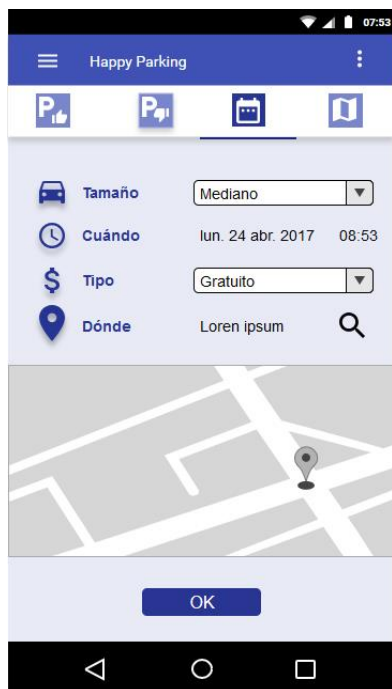 07:53
Happy Parking
P P
Tamaño Mediano
Cuándo lun. 24 abr. 2017 08:53
Tipo Gratuito
Dónde Loren ipsum
OK